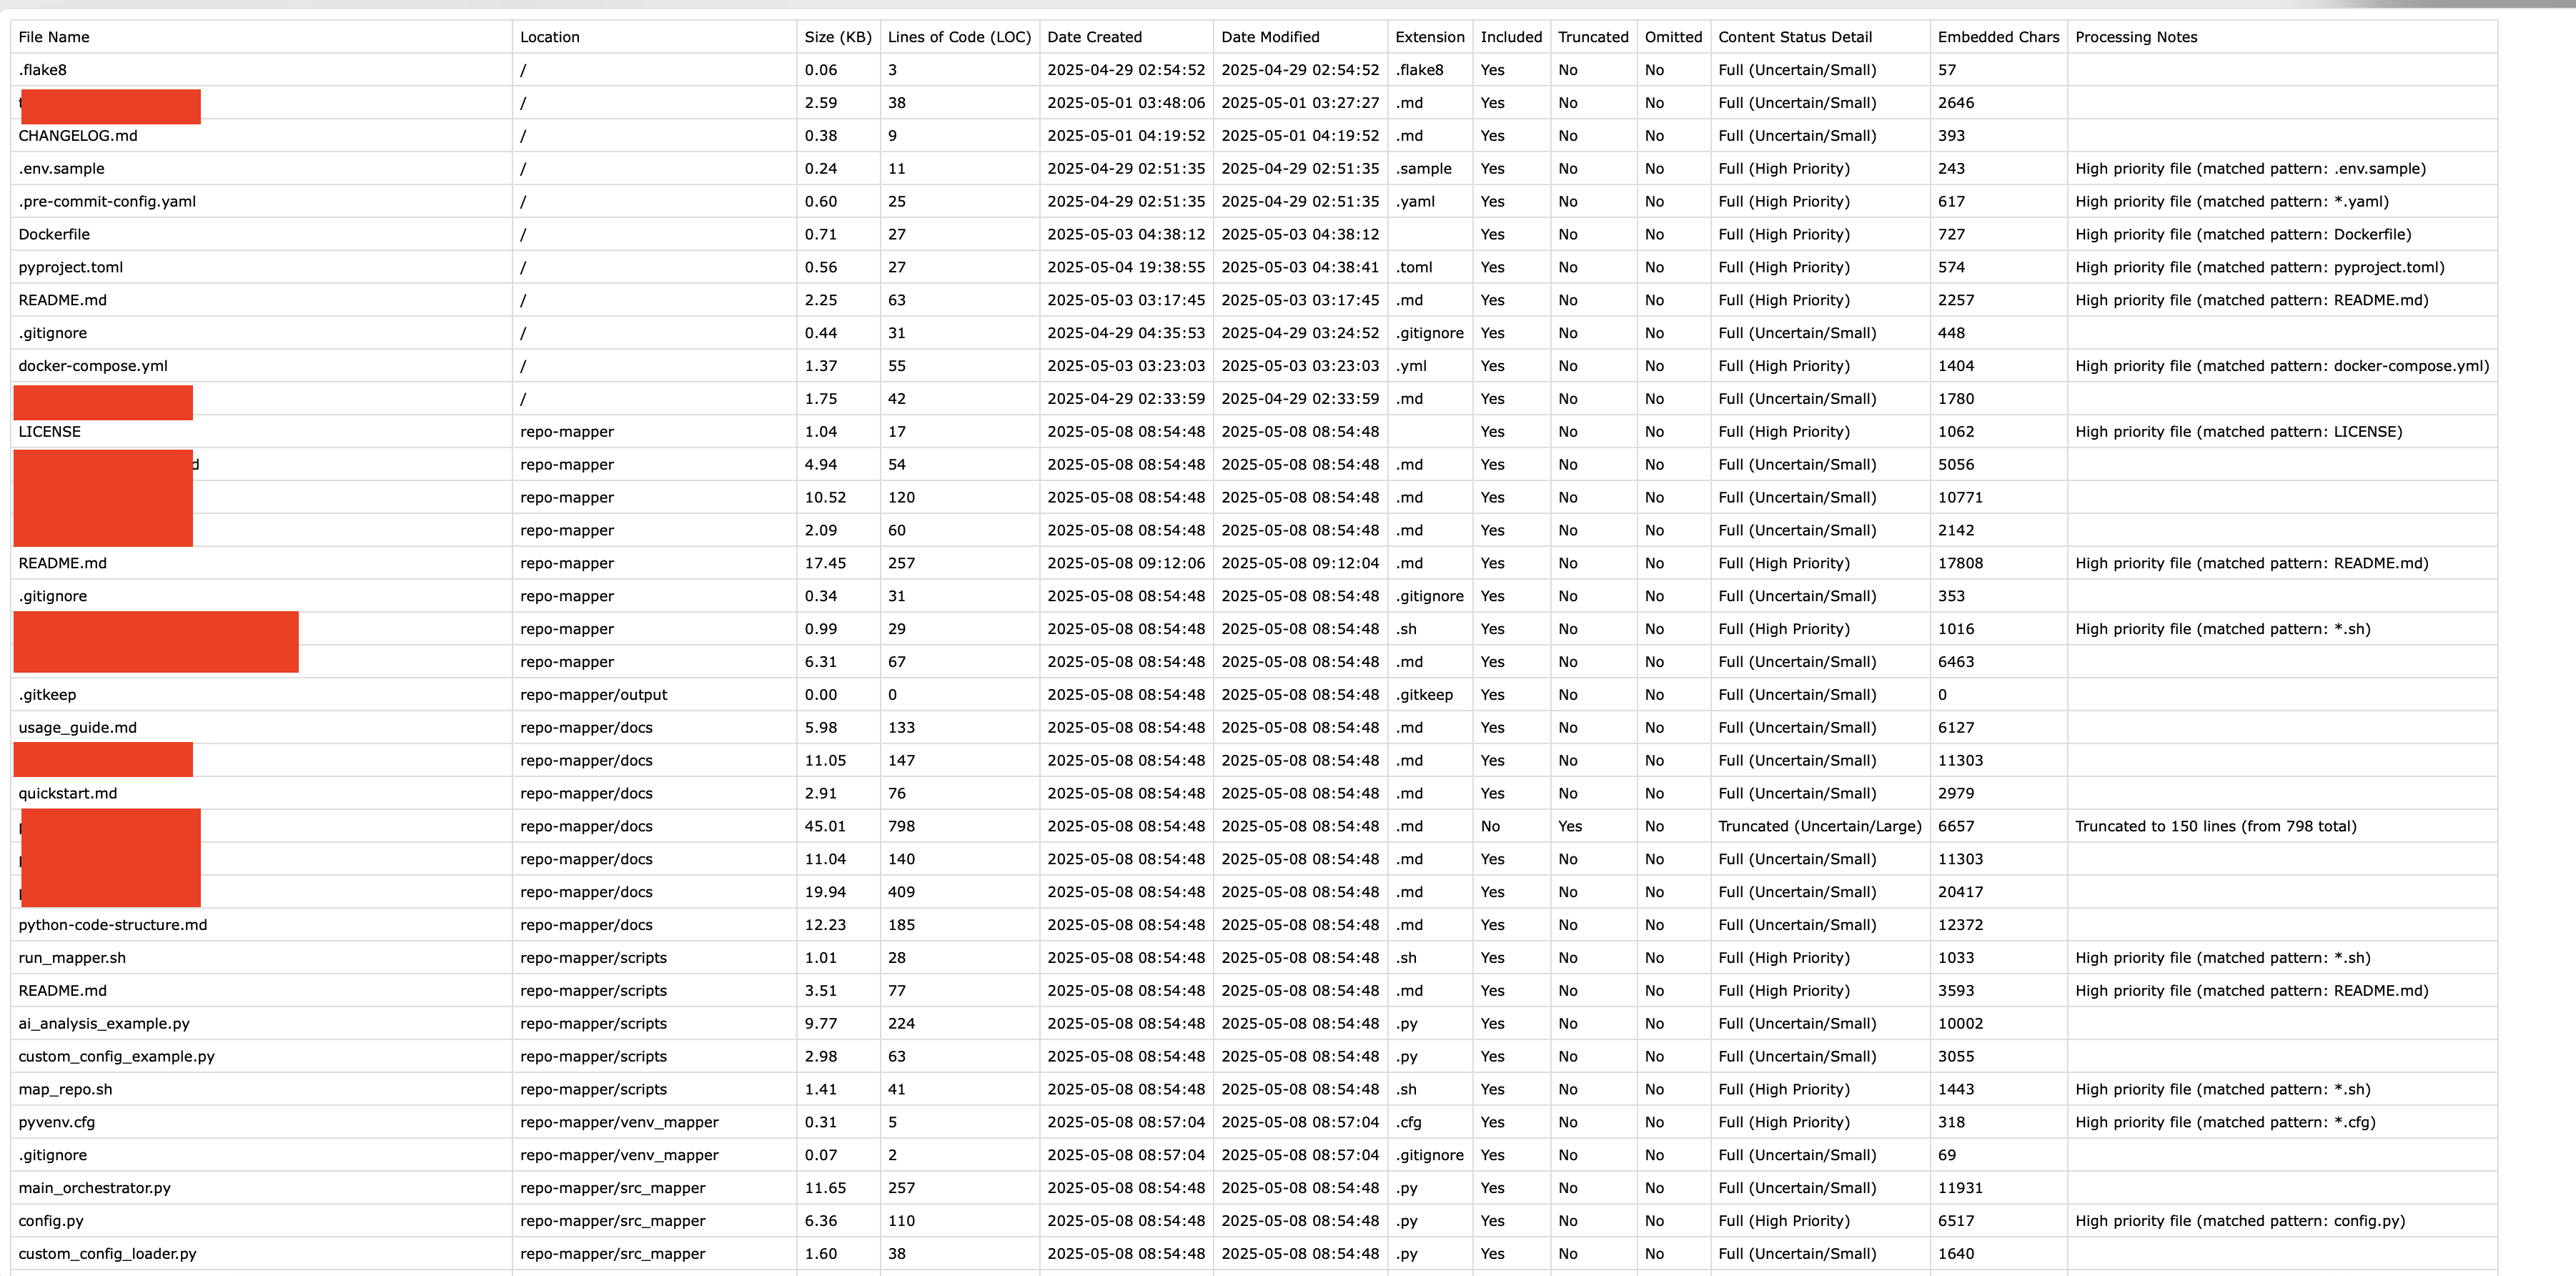 File Name Location Size (KB) Lines of Code (LOC) Date Created Date Modified Extension Included Truncated Omitted Content Status Detail Embedded Chars Processing Notes
.flake8 / 0.06 3 2025-04-29 02:54:52 2025-04-29 02:54:52 .flake8 Yes No No Full (Uncertain/Small) 57
/ 2.59 38 2025-05-01 03:48:06 2025-05-01 03:27:27 .md Yes No No Full (Uncertain/Small) 2646
CHANGELOG.md / 0.38 9 2025-05-01 04:19:52 2025-05-01 04:19:52 .md Yes No No Full (Uncertain/Small) 393
.env.sample / 0.24 11 2025-04-29 02:51:35 2025-04-29 02:51:35 .sample Yes No No Full (High Priority) 243 High priority file (matched pattern: .env.sample)
.pre-commit-config.yaml / 0.60 25 2025-04-29 02:51:35 2025-04-29 02:51:35 .yaml Yes No No Full (High Priority) 617 High priority file (matched pattern: *.yaml)
Dockerfile / 0.71 27 2025-05-03 04:38:12 2025-05-03 04:38:12 Yes No No Full (High Priority) 727 High priority file (matched pattern: Dockerfile)
pyproject.toml / 0.56 27 2025-05-04 19:38:55 2025-05-03 04:38:41 .toml Yes No No Full (High Priority) 574 High priority file (matched pattern: pyproject.toml)
README.md / 2.25 63 2025-05-03 03:17:45 2025-05-03 03:17:45 .md Yes No No Full (High Priority) 2257 High priority file (matched pattern: README.md)
.gitignore / 0.44 31 2025-04-29 04:35:53 2025-04-29 03:24:52 .gitignore Yes No No Full (Uncertain/Small) 448
docker-compose.yml / 1.37 55 2025-05-03 03:23:03 2025-05-03 03:23:03 .yml Yes No No Full (High Priority) 1404 High priority file (matched pattern: docker-compose.yml)
/ 1.75 42 2025-04-29 02:33:59 2025-04-29 02:33:59 .md Yes No No Full (Uncertain/Small) 1780
LICENSE repo-mapper 1.04 17 2025-05-08 08:54:48 2025-05-08 08:54:48 Yes No No Full (High Priority) 1062 High priority file (matched pattern: LICENSE)
repo-mapper 4.94 54 2025-05-08 08:54:48 2025-05-08 08:54:48 .md Yes No No Full (Uncertain/Small) 5056
repo-mapper 10.52 120 2025-05-08 08:54:48 2025-05-08 08:54:48 .md Yes No No Full (Uncertain/Small) 10771
repo-mapper 2.09 60 2025-05-08 08:54:48 2025-05-08 08:54:48 .md Yes No No Full (Uncertain/Small) 2142
README.md repo-mapper 17.45 257 2025-05-08 09:12:06 2025-05-08 09:12:04 .md Yes No No Full (High Priority) 17808 High priority file (matched pattern: README.md)
.gitignore repo-mapper 0.34 31 2025-05-08 08:54:48 2025-05-08 08:54:48 .gitignore Yes No No Full (Uncertain/Small) 353
repo-mapper 0.99 29 2025-05-08 08:54:48 2025-05-08 08:54:48 .sh Yes No No Full (High Priority) 1016 High priority file (matched pattern: *.sh)
repo-mapper 6.31 67 2025-05-08 08:54:48 2025-05-08 08:54:48 .md Yes No No Full (Uncertain/Small) 6463
.gitkeep repo-mapper/output 0.00 0 2025-05-08 08:54:48 2025-05-08 08:54:48 .gitkeep Yes No No Full (Uncertain/Small) 0
usage_guide.md repo-mapper/docs 5.98 133 2025-05-08 08:54:48 2025-05-08 08:54:48 .md Yes No No Full (Uncertain/Small) 6127
repo-mapper/docs 11.05 147 2025-05-08 08:54:48 2025-05-08 08:54:48 .md Yes No No Full (Uncertain/Small) 11303
quickstart.md repo-mapper/docs 2.91 76 2025-05-08 08:54:48 2025-05-08 08:54:48 .md Yes No No Full (Uncertain/Small) 2979
repo-mapper/docs 45.01 798 2025-05-08 08:54:48 2025-05-08 08:54:48 .md No Yes No Truncated (Uncertain/Large) 6657 Truncated to 150 lines (from 798 total)
repo-mapper/docs 11.04 140 2025-05-08 08:54:48 2025-05-08 08:54:48 .md Yes No No Full (Uncertain/Small) 11303
repo-mapper/docs 19.94 409 2025-05-08 08:54:48 2025-05-08 08:54:48 .md Yes No No Full (Uncertain/Small) 20417
python-code-structure.md repo-mapper/docs 12.23 185 2025-05-08 08:54:48 2025-05-08 08:54:48 .md Yes No No Full (Uncertain/Small) 12372
run_mapper.sh repo-mapper/scripts 1.01 28 2025-05-08 08:54:48 2025-05-08 08:54:48 .sh Yes No No Full (High Priority) 1033 High priority file (matched pattern: *.sh)
README.md repo-mapper/scripts 3.51 77 2025-05-08 08:54:48 2025-05-08 08:54:48 .md Yes No No Full (High Priority) 3593 High priority file (matched pattern: README.md)
ai_analysis_example.py repo-mapper/scripts 9.77 224 2025-05-08 08:54:48 2025-05-08 08:54:48 .py Yes No No Full (Uncertain/Small) 10002
custom_config_example.py repo-mapper/scripts 2.98 63 2025-05-08 08:54:48 2025-05-08 08:54:48 .py Yes No No Full (Uncertain/Small) 3055
map_repo.sh repo-mapper/scripts 1.41 41 2025-05-08 08:54:48 2025-05-08 08:54:48 .sh Yes No No Full (High Priority) 1443 High priority file (matched pattern: *.sh)
pyvenv.cfg repo-mapper/venv_mapper 0.31 5 2025-05-08 08:57:04 2025-05-08 08:57:04 .cfg Yes No No Full (High Priority) 318 High priority file (matched pattern: *.cfg)
.gitignore repo-mapper/venv_mapper 0.07 2 2025-05-08 08:57:04 2025-05-08 08:57:04 .gitignore Yes No No Full (Uncertain/Small) 69
main_orchestrator.py repo-mapper/src_mapper 11.65 257 2025-05-08 08:54:48 2025-05-08 08:54:48 .py Yes No No Full (Uncertain/Small) 11931
config.py repo-mapper/src_mapper 6.36 110 2025-05-08 08:54:48 2025-05-08 08:54:48 .py Yes No No Full (High Priority) 6517 High priority file (matched pattern: config.py)
custom_config_loader.py repo-mapper/src_mapper 1.60 38 2025-05-08 08:54:48 2025-05-08 08:54:48 .py Yes No No Full (Uncertain/Small) 1640